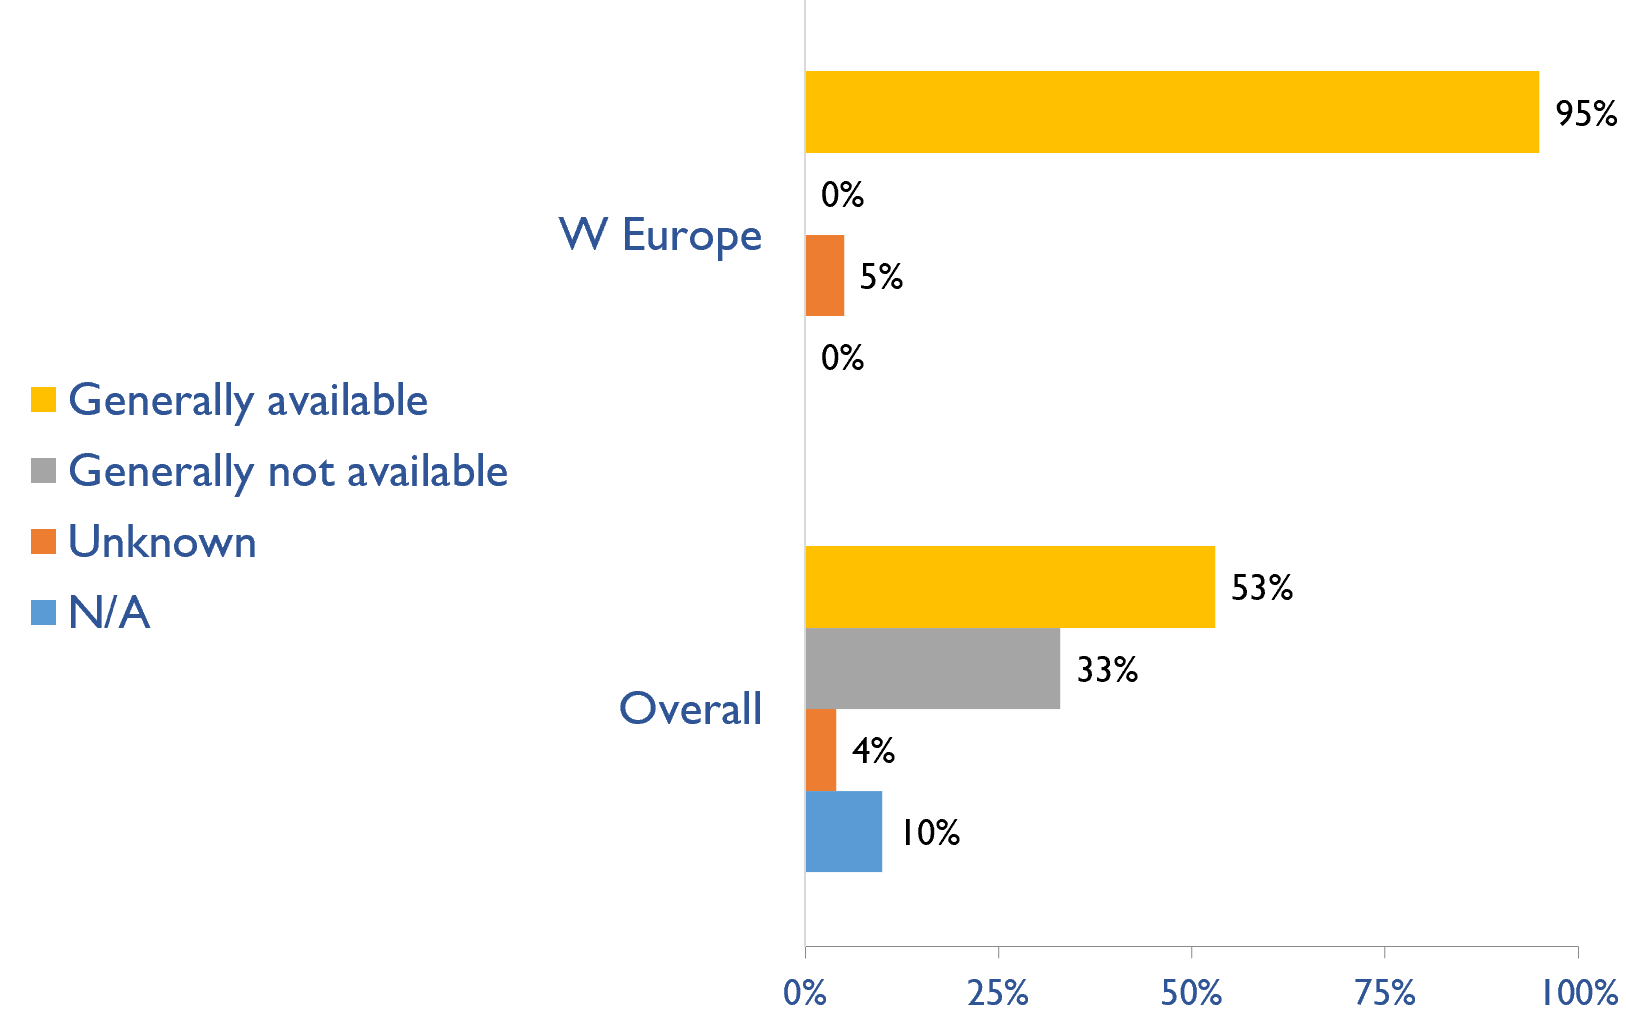 95%
0%
W Europe
5%
0%
Generally available
Generally not available
Unknown
N/A
53%
33%
Overall
4%
10%
0% 25% 50% 75% 100%